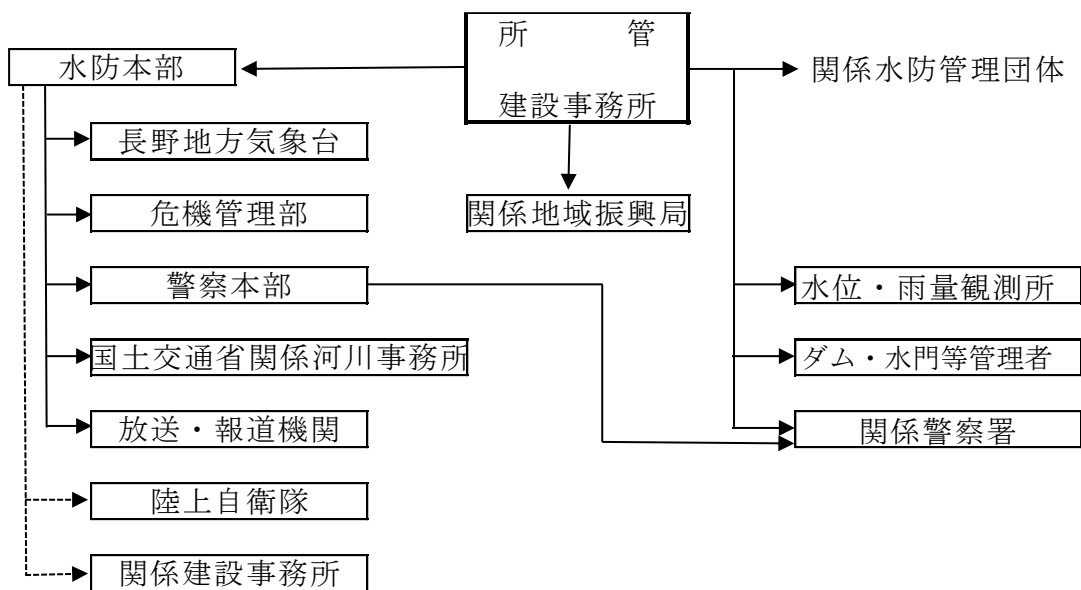 所　　管
建設事務所
水防本部
関係水防管理団体
長野地方気象台
危機管理部
関係地域振興局
警察本部
水位・雨量観測所
国土交通省関係河川事務所
ダム・水門等管理者
放送・報道機関
関係警察署
陸上自衛隊
関係建設事務所